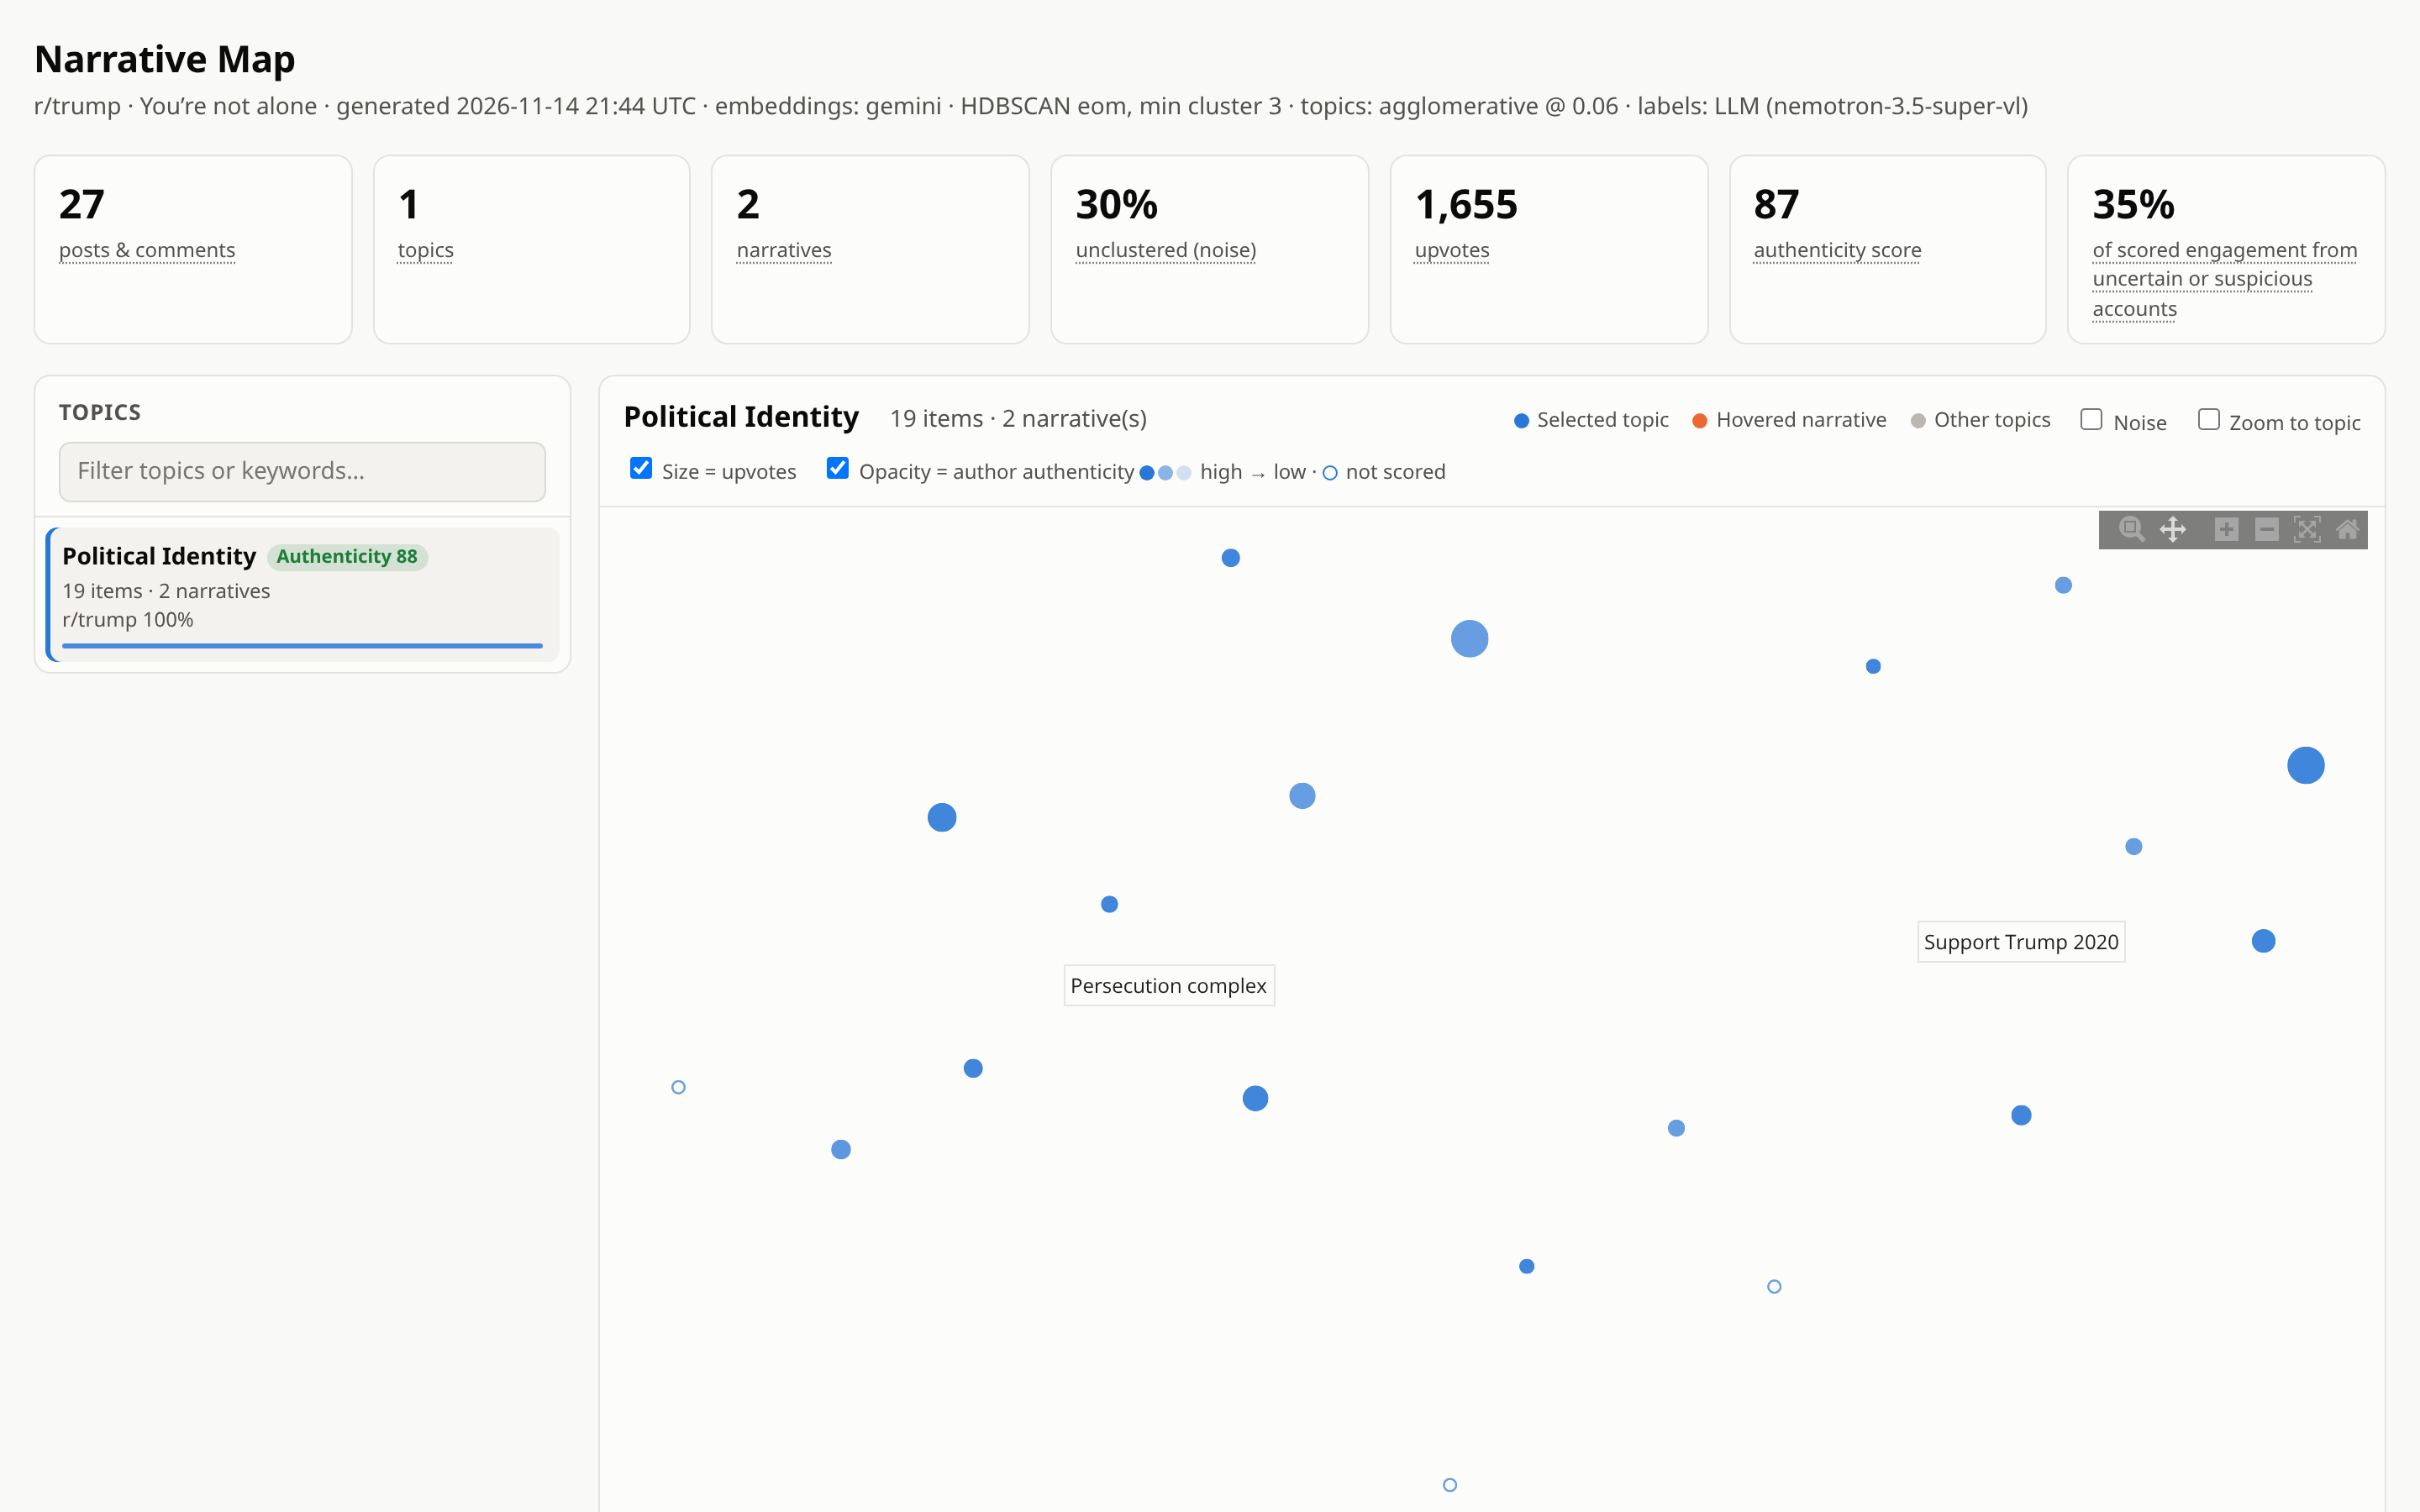 Narrative Map
r/trump · You’re not alone · generated 2026-11-14 21:44 UTC · embeddings: gemini · HDBSCAN eom, min cluster 3 · topics: agglomerative @ 0.06 · labels: LLM (nemotron-3.5-super-vl)
27
posts & comments
1
topics
2
narratives
30%
unclustered (noise)
1,655
upvotes
87
authenticity score
35%
of scored engagement from
uncertain or suspicious
accounts
TOPICS
Filter topics or keywords...
Political Identity Authenticity 88
19 items · 2 narratives
r/trump 100%
Political Identity 19 items · 2 narrative(s)
Selected topic Hovered narrative Other topics Noise Zoom to topic
Size = upvotes Opacity = author authenticity high → low · not scored
Support Trump 2020
Persecution complex